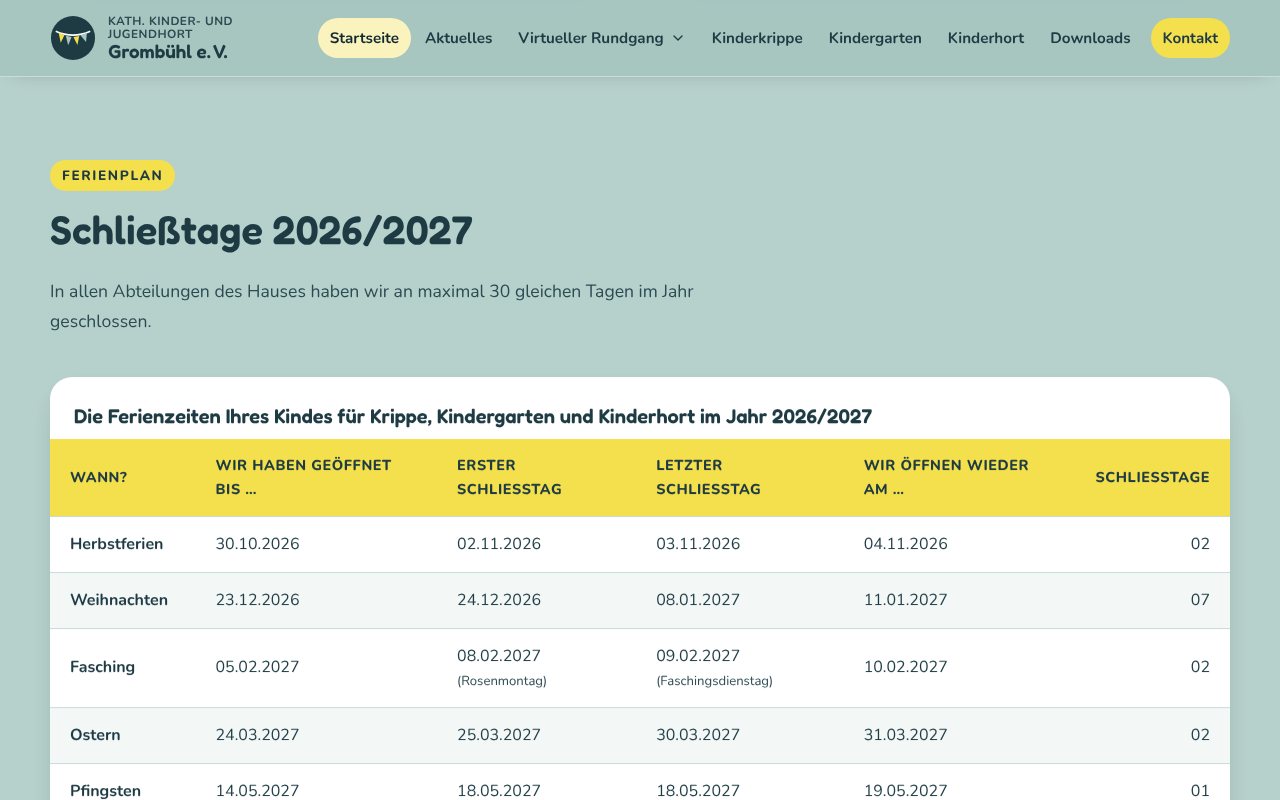 KATH. KINDER- UND
JUGENDHORT
Grombühl e.V.
Startseite
Aktuelles
Virtueller Rundgang
Kinderkrippe
Kindergarten
Kinderhort
Downloads
Kontakt
FERIENPLAN
Schließtage 2026/2027
In allen Abteilungen des Hauses haben wir an maximal 30 gleichen Tagen im Jahr
geschlossen.
Die Ferienzeiten Ihres Kindes für Krippe, Kindergarten und Kinderhort im Jahr 2026/2027
WANN?
WIR HABEN GEÖFFNET
BIS ...
ERSTER
SCHLIESSTAG
LETZTER
SCHLIESSTAG
WIR ÖFFNEN WIEDER
AM ...
SCHLIESSTAGE
Herbstferien 30.10.2026 02.11.2026 03.11.2026 04.11.2026 02
Weihnachten 23.12.2026 24.12.2026 08.01.2027 11.01.2027 07
Fasching 05.02.2027 08.02.2027 09.02.2027 10.02.2027 02
(Rosenmontag) (Faschingsdienstag)
Ostern 24.03.2027 25.03.2027 30.03.2027 31.03.2027 02
Pfingsten 14.05.2027 18.05.2027 18.05.2027 19.05.2027 01